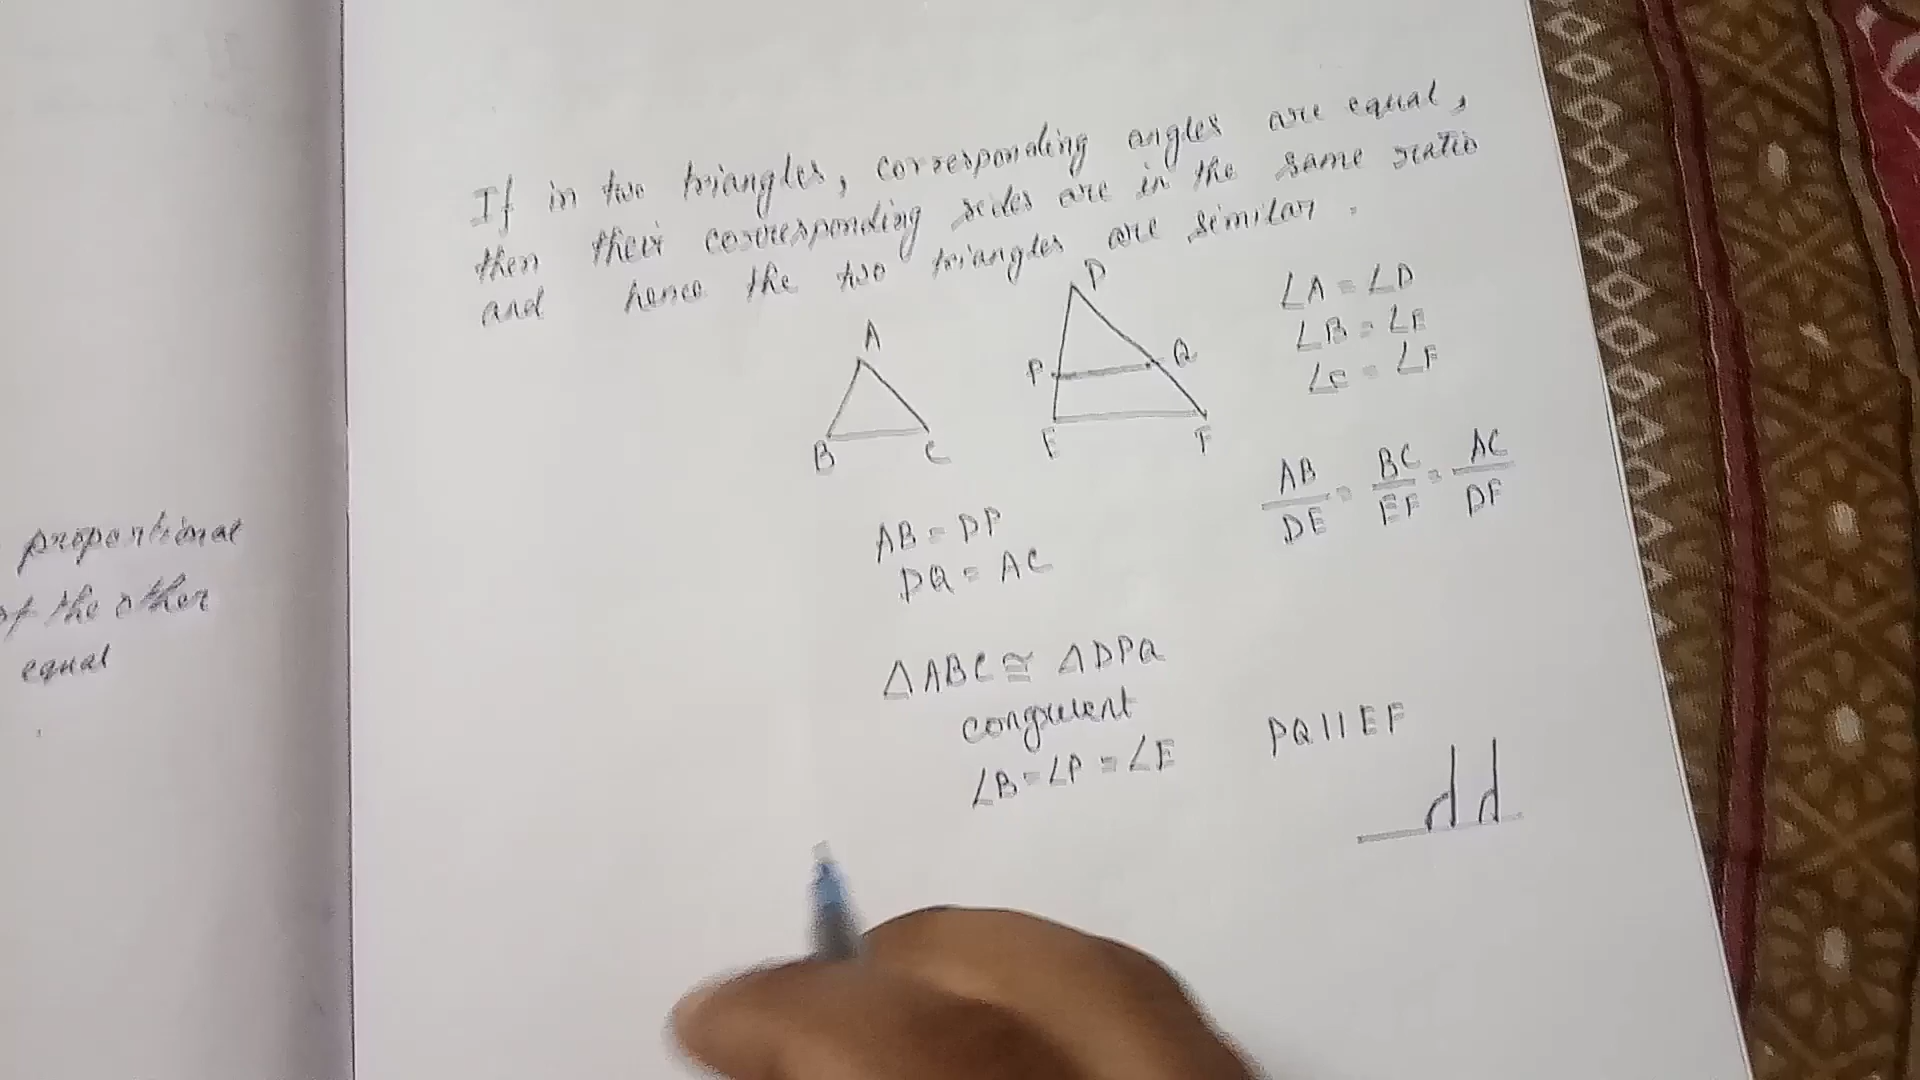 proportional
of the other
equal
If in two triangles, corresponding angles are equal,
then their corresponding sides are in the same ratio
and hence the two triangles are similar.
A
B C
D
P Q
E F
∠A = ∠D
∠B = ∠E
∠C = ∠F
AB/DE = BC/EF = AC/DF
AB = DP
DQ = AC
△ABC ≅ △DPQ
congruent
∠B = ∠P = ∠E
PQ || EF